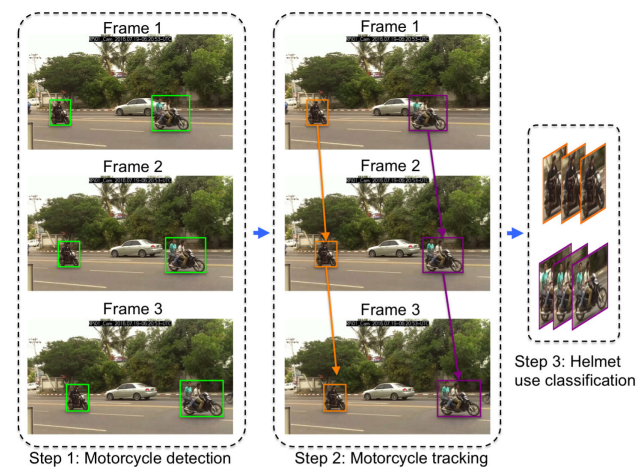 Frame 1
Frame 1
Frame 2
Frame 2
Frame 3
Frame 3
Step 1: Motorcycle detection
Step 2: Motorcycle tracking
Step 3: Helmet
use classification